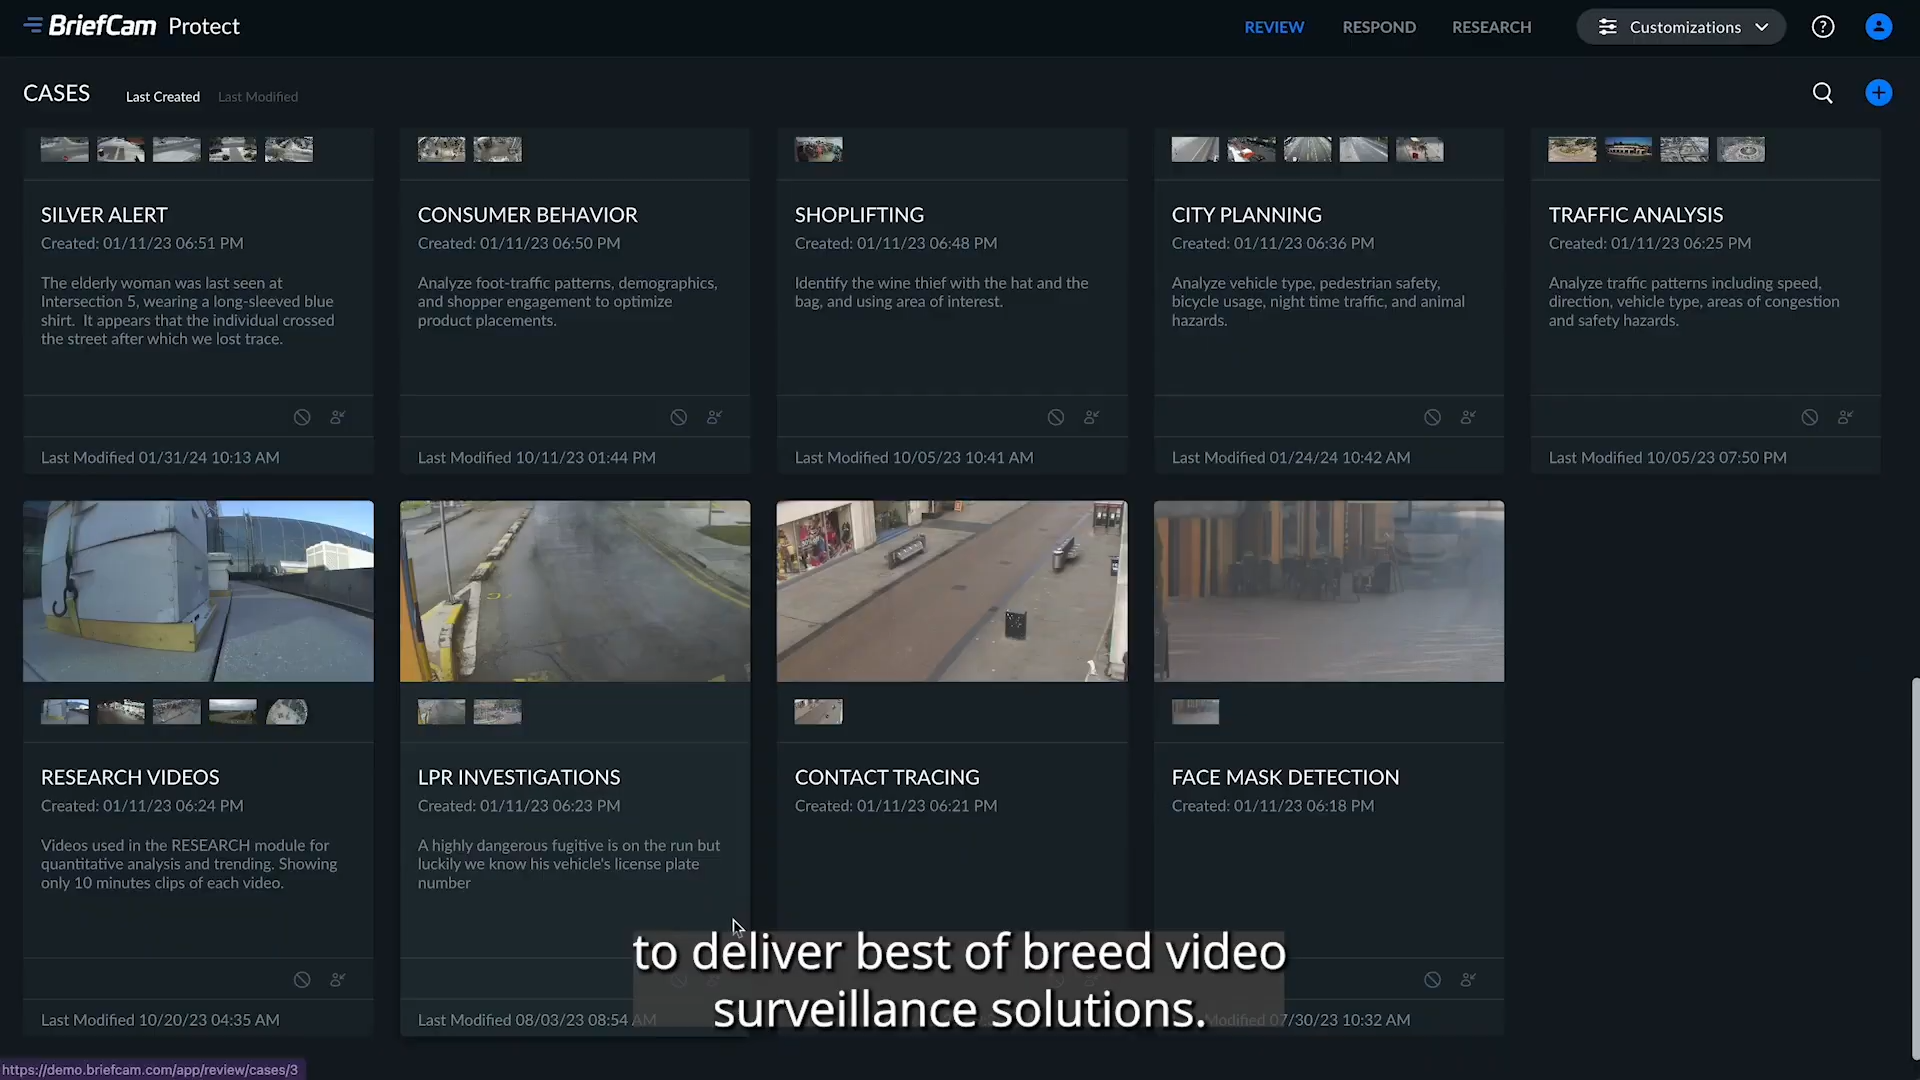 BriefCam Protect
REVIEW RESPOND RESEARCH Customizations
CASES Last Created Last Modified
SILVER ALERT
Created: 01/11/23 06:51 PM
The elderly woman was last seen at
Intersection 5, wearing a long-sleeved blue
shirt. It appears that the individual crossed
the street after which we lost trace.
Last Modified 01/31/24 10:13 AM
CONSUMER BEHAVIOR
Created: 01/11/23 06:50 PM
Analyze foot-traffic patterns, demographics,
and shopper engagement to optimize
product placements.
Last Modified 10/11/23 01:44 PM
SHOPLIFTING
Created: 01/11/23 06:48 PM
Identify the wine thief with the hat and the
bag, and using area of interest.
Last Modified 10/05/23 10:41 AM
CITY PLANNING
Created: 01/11/23 06:36 PM
Analyze vehicle type, pedestrian safety,
bicycle usage, night time traffic, and animal
hazards.
Last Modified 01/24/24 10:42 AM
TRAFFIC ANALYSIS
Created: 01/11/23 06:25 PM
Analyze traffic patterns including speed,
direction, vehicle type, areas of congestion
and safety hazards.
Last Modified 10/05/23 07:50 PM
RESEARCH VIDEOS
Created: 01/11/23 06:24 PM
Videos used in the RESEARCH module for
quantitative analysis and trending. Showing
only 10 minutes clips of each video.
Last Modified 10/20/23 04:35 AM
LPR INVESTIGATIONS
Created: 01/11/23 06:23 PM
A highly dangerous fugitive is on the run but
luckily we know his vehicle's license plate
number
Last Modified 08/03/23 08:54 AM
CONTACT TRACING
Created: 01/11/23 06:21 PM
FACE MASK DETECTION
Created: 01/11/23 06:18 PM
Modified 07/30/23 10:32 AM
to deliver best of breed video
surveillance solutions.
https://demo.briefcam.com/app/review/cases/3